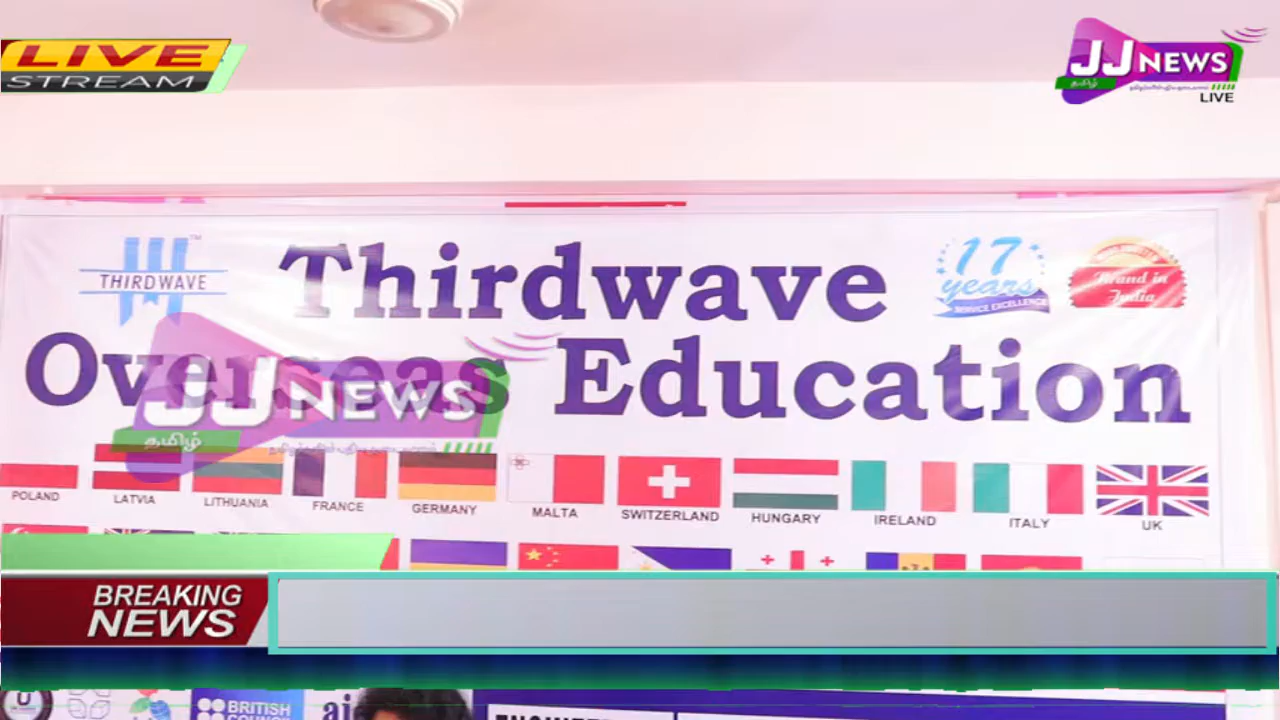 LIVE
STREAM
JJ NEWS
தமிழ்
LIVE
THIRDWAVE
TM
Thirdwave
17
years
SERVICE EXCELLENCE
Brand in
India
Overseas Education
JJ NEWS
தமிழ்
POLAND
LATVIA
LITHUANIA
FRANCE
GERMANY
MALTA
SWITZERLAND
HUNGARY
IRELAND
ITALY
UK
BREAKING
NEWS
BRITISH